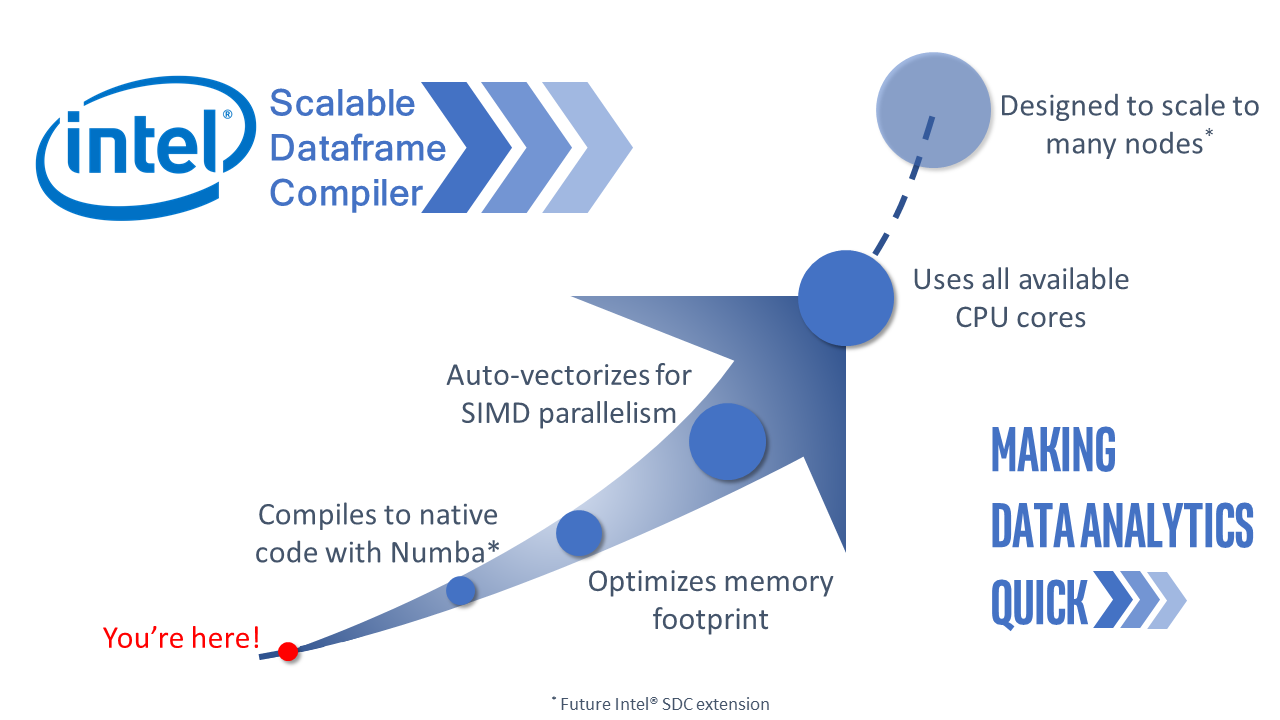 intel®
Scalable
Dataframe
Compiler
Designed to scale to
many nodes*
Uses all available
CPU cores
Auto-vectorizes for
SIMD parallelism
Compiles to native
code with Numba*
Optimizes memory
footprint
You’re here!
MAKING
DATA ANALYTICS
QUICK
* Future Intel® SDC extension